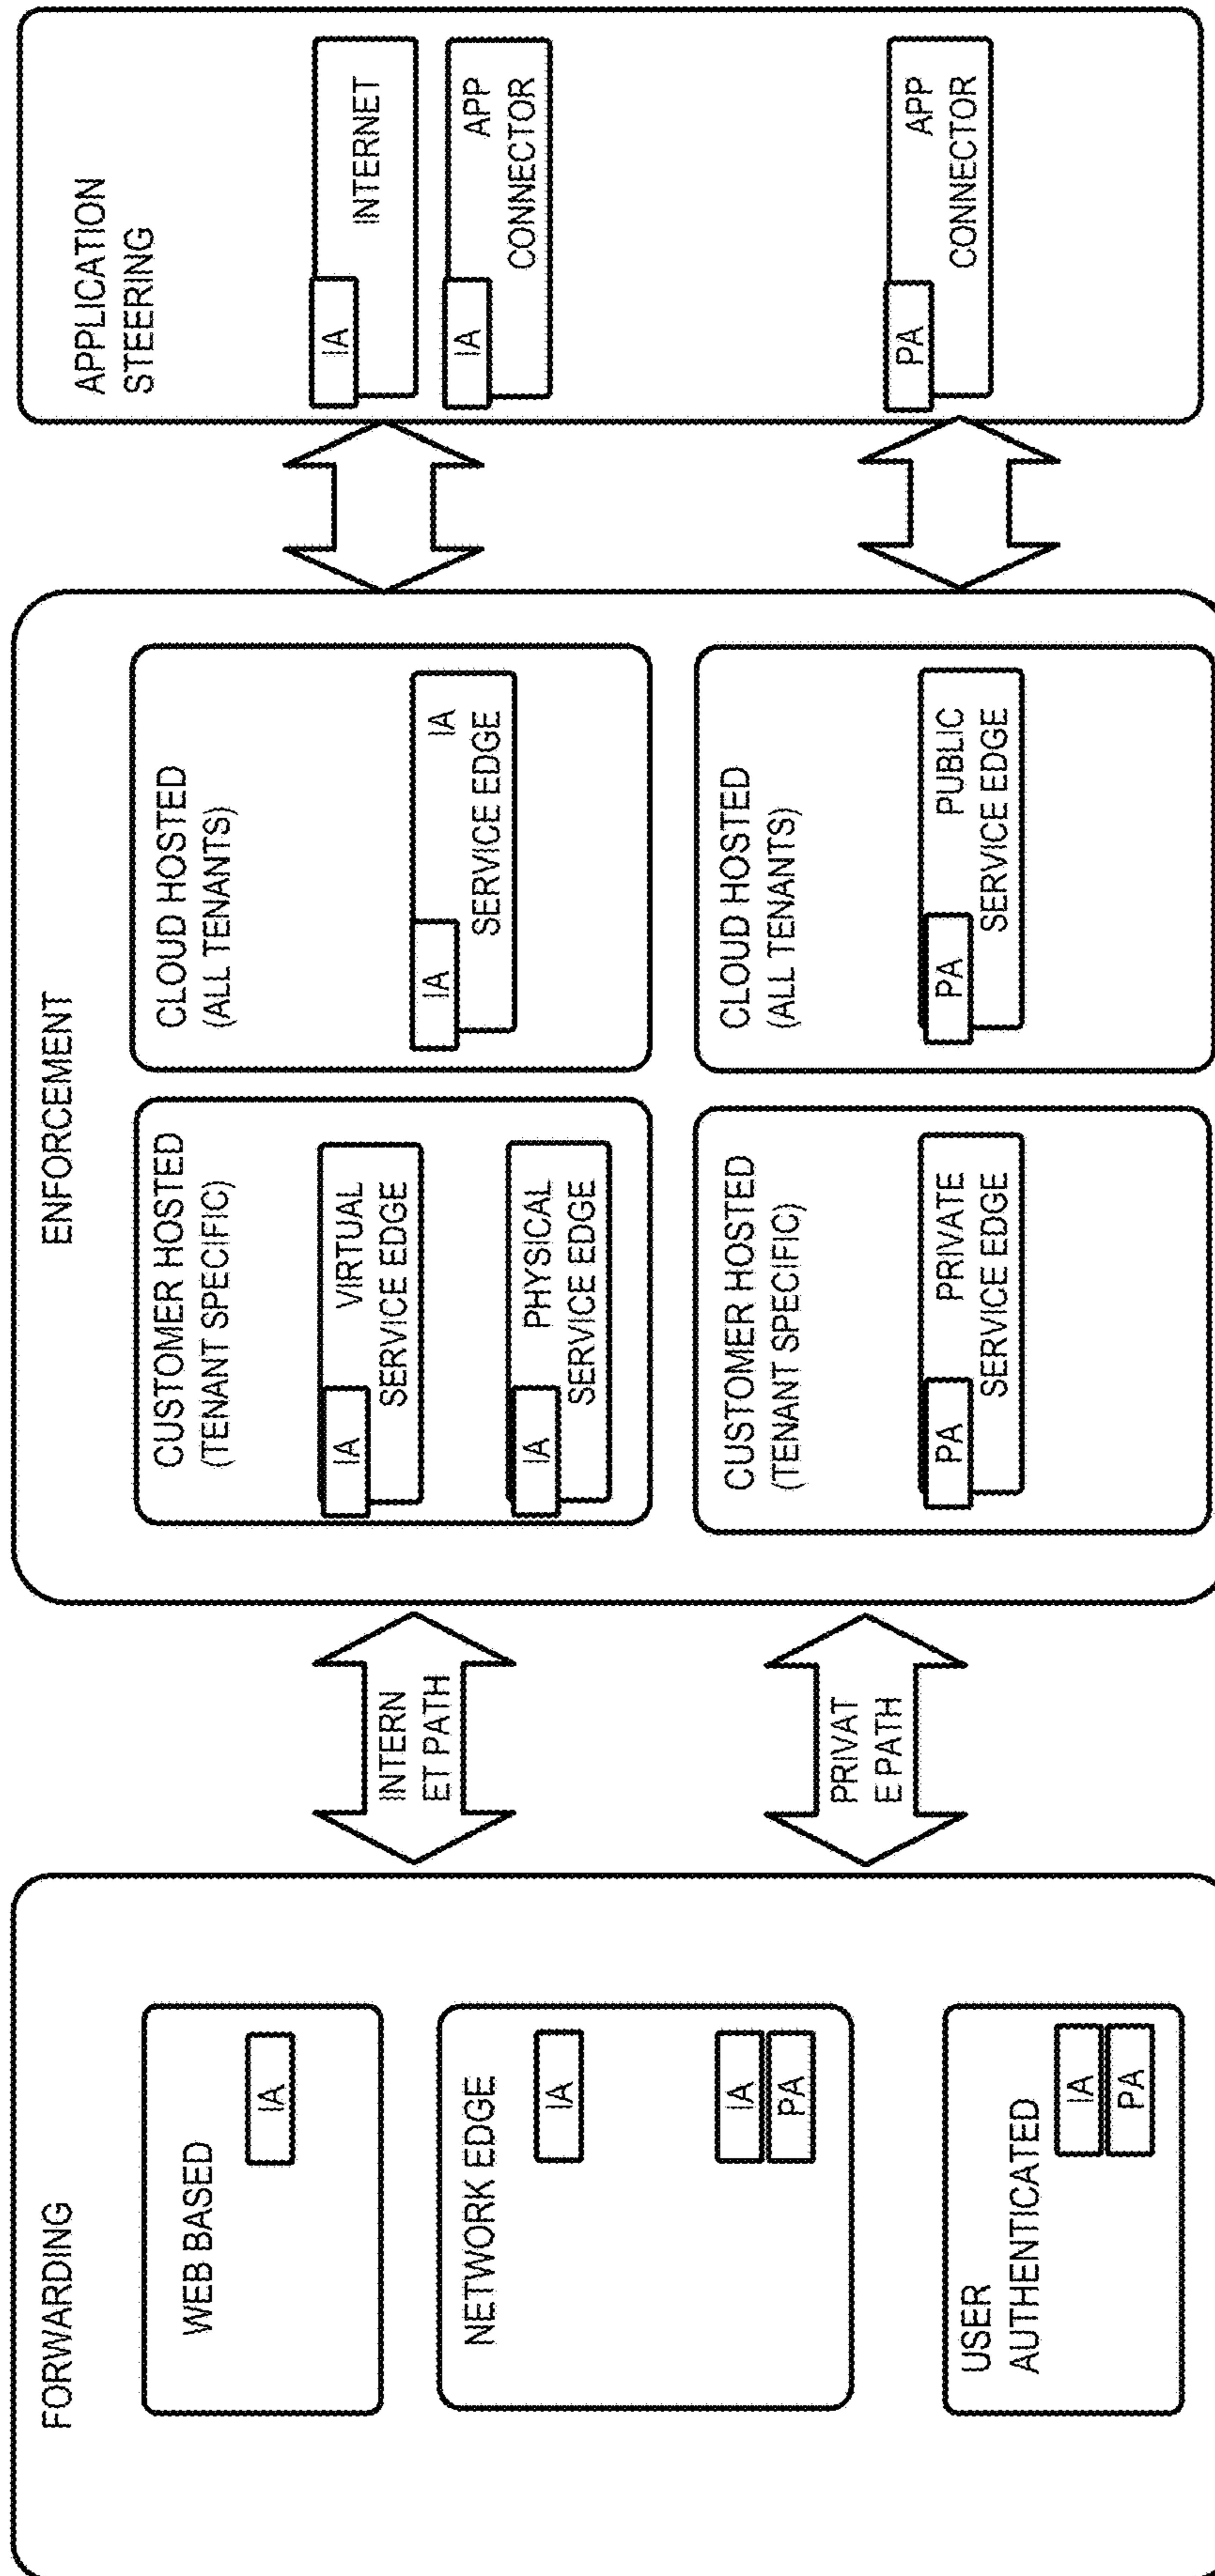 FORWARDING
WEB BASED
IA
NETWORK EDGE
IA
IA
PA
USER
AUTHENTICATED
IA
PA
INTERN
ET PATH
PRIVAT
E PATH
ENFORCEMENT
CUSTOMER HOSTED
(TENANT SPECIFIC)
IA
VIRTUAL
SERVICE EDGE
IA
PHYSICAL
SERVICE EDGE
CLOUD HOSTED
(ALL TENANTS)
IA
IA
SERVICE EDGE
CUSTOMER HOSTED
(TENANT SPECIFIC)
PA
PRIVATE
SERVICE EDGE
CLOUD HOSTED
(ALL TENANTS)
PA
PUBLIC
SERVICE EDGE
APPLICATION
STEERING
IA
INTERNET
IA
APP
CONNECTOR
PA
APP
CONNECTOR